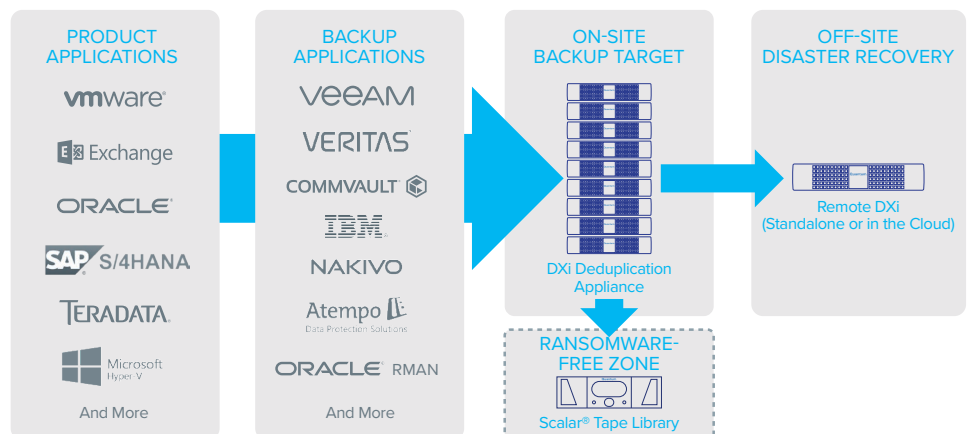 PRODUCT
APPLICATIONS
vmware®
Exchange
ORACLE®
SAP® S/4HANA
TERADATA.
Microsoft
Hyper-V
And More
BACKUP
APPLICATIONS
veeam
VERITAS
COMMVAULT
IBM
NAKIVO
Atempo
Data Protection Solutions
ORACLE® RMAN
And More
ON-SITE
BACKUP TARGET
DXi Deduplication
Appliance
RANSOMWARE-
FREE ZONE
Scalar® Tape Library
OFF-SITE
DISASTER RECOVERY
Remote DXi
(Standalone or in the Cloud)